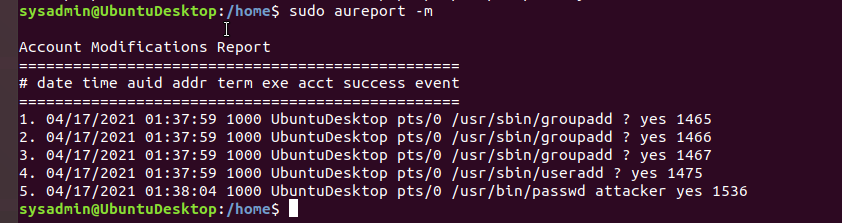 sysadmin@UbuntuDesktop:/home$ sudo aureport -m
Account Modifications Report
=================================================
# date time auid addr term exe acct success event
=================================================
1. 04/17/2021 01:37:59 1000 UbuntuDesktop pts/0 /usr/sbin/groupadd ? yes 1465
2. 04/17/2021 01:37:59 1000 UbuntuDesktop pts/0 /usr/sbin/groupadd ? yes 1466
3. 04/17/2021 01:37:59 1000 UbuntuDesktop pts/0 /usr/sbin/groupadd ? yes 1467
4. 04/17/2021 01:37:59 1000 UbuntuDesktop pts/0 /usr/sbin/useradd ? yes 1475
5. 04/17/2021 01:38:04 1000 UbuntuDesktop pts/0 /usr/bin/passwd attacker yes 1536
sysadmin@UbuntuDesktop:/home$